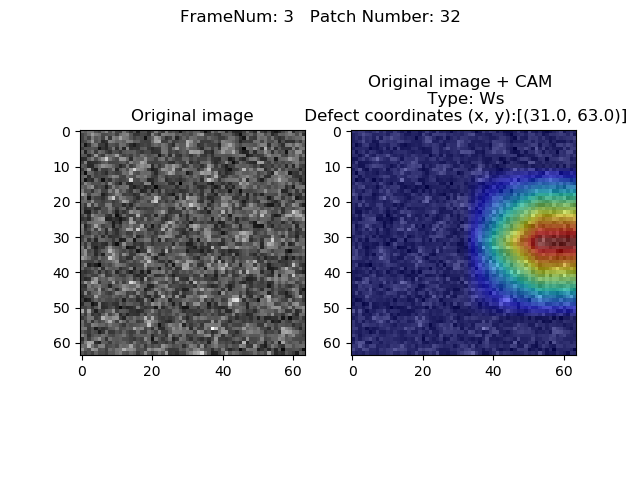 FrameNum: 3   Patch Number: 32
Original image + CAM
Type: Ws
Original image
Defect coordinates (x, y):[(31.0, 63.0)]
0
10
20
30
40
50
60
0 20 40 60
0
10
20
30
40
50
60
0 20 40 60